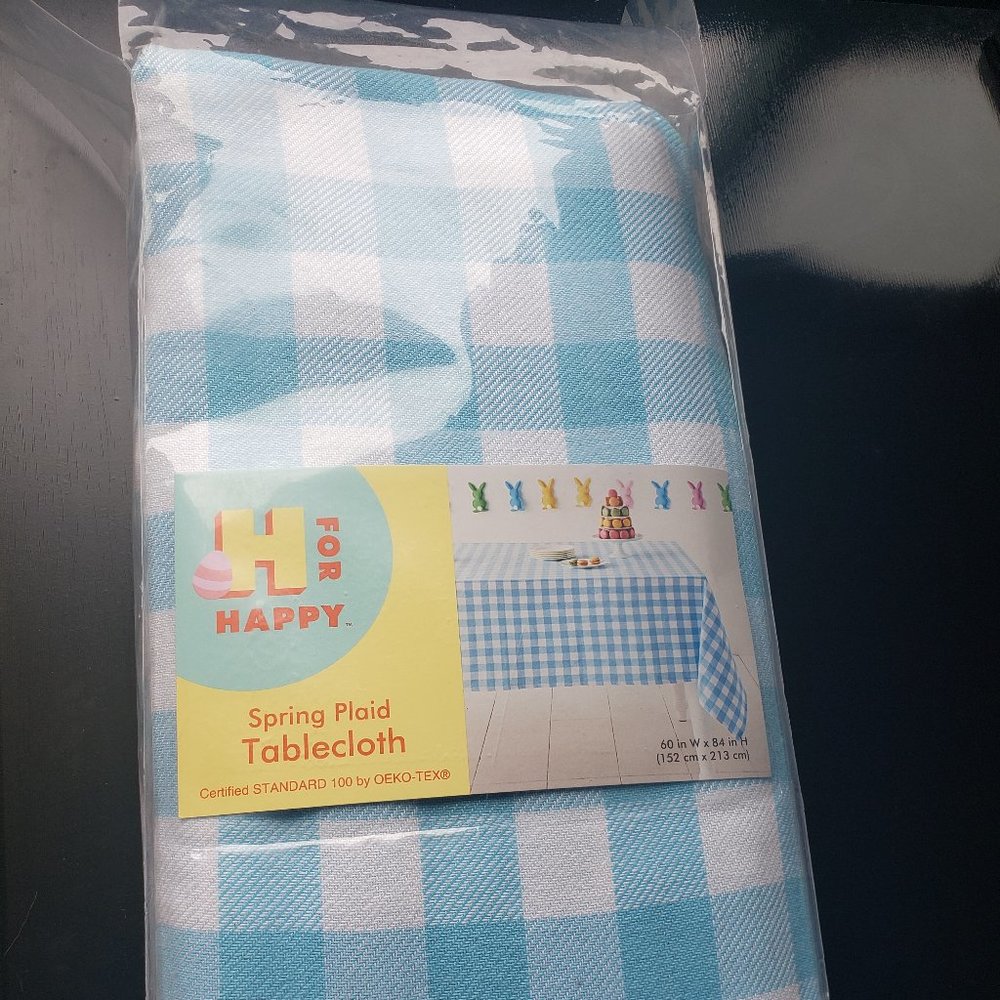 H
FOR
HAPPY™
Spring Plaid
Tablecloth
Certified STANDARD 100 by OEKO-TEX®
60 in W x 84 in H
(152 cm x 213 cm)